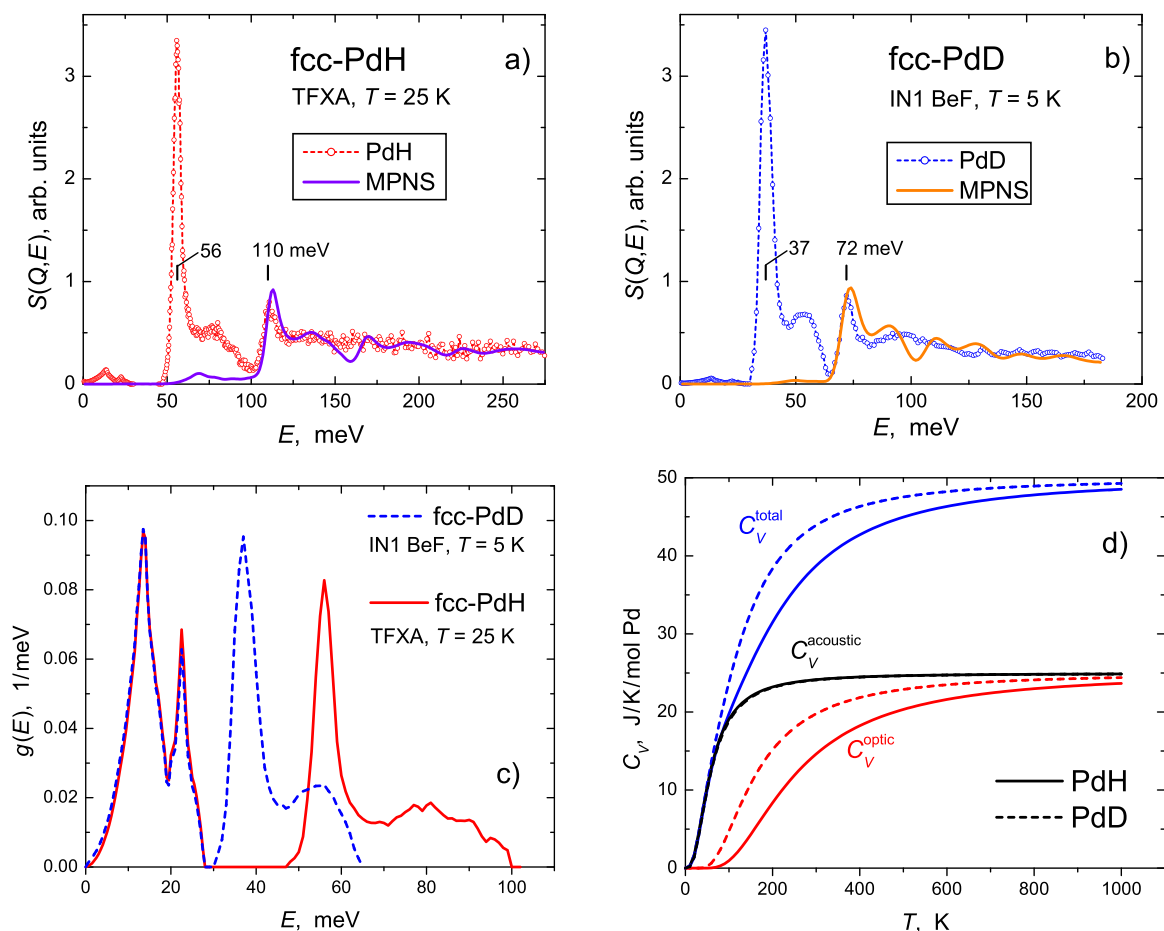 fcc-PdH
a)
TFXA, T = 25 K
PdH
MPNS
56
110 meV
S(Q,E), arb. units
0
1
2
3
0 50 100 150 200 250
E, meV
fcc-PdD
b)
IN1 BeF, T = 5 K
PdD
MPNS
37
72 meV
S(Q,E), arb. units
0
1
2
3
0 50 100 150 200
E, meV
fcc-PdD
IN1 BeF, T = 5 K
fcc-PdH
TFXA, T = 25 K
c)
g(E), 1/meV
0.10
0.08
0.06
0.04
0.02
0.00
0 20 40 60 80 100
E, meV
C_V^total
d)
C_V^acoustic
C_V^optic
PdH
PdD
C_V, J/K/mol Pd
50
40
30
20
10
0
0 200 400 600 800 1000
T, K